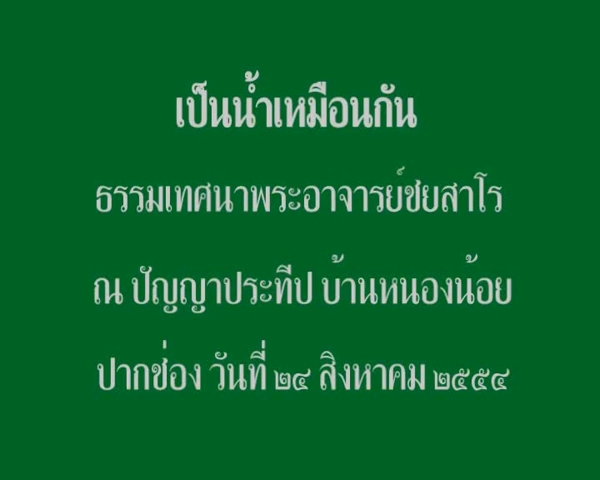 เป็นน้ำเหมือนกัน
ธรรมเทศนาพระอาจารย์ชยสาโร
ณ ปัญญาประทีป บ้านหนองน้อย
ปากช่อง วันที่ ๒๔ สิงหาคม ๒๕๕๔